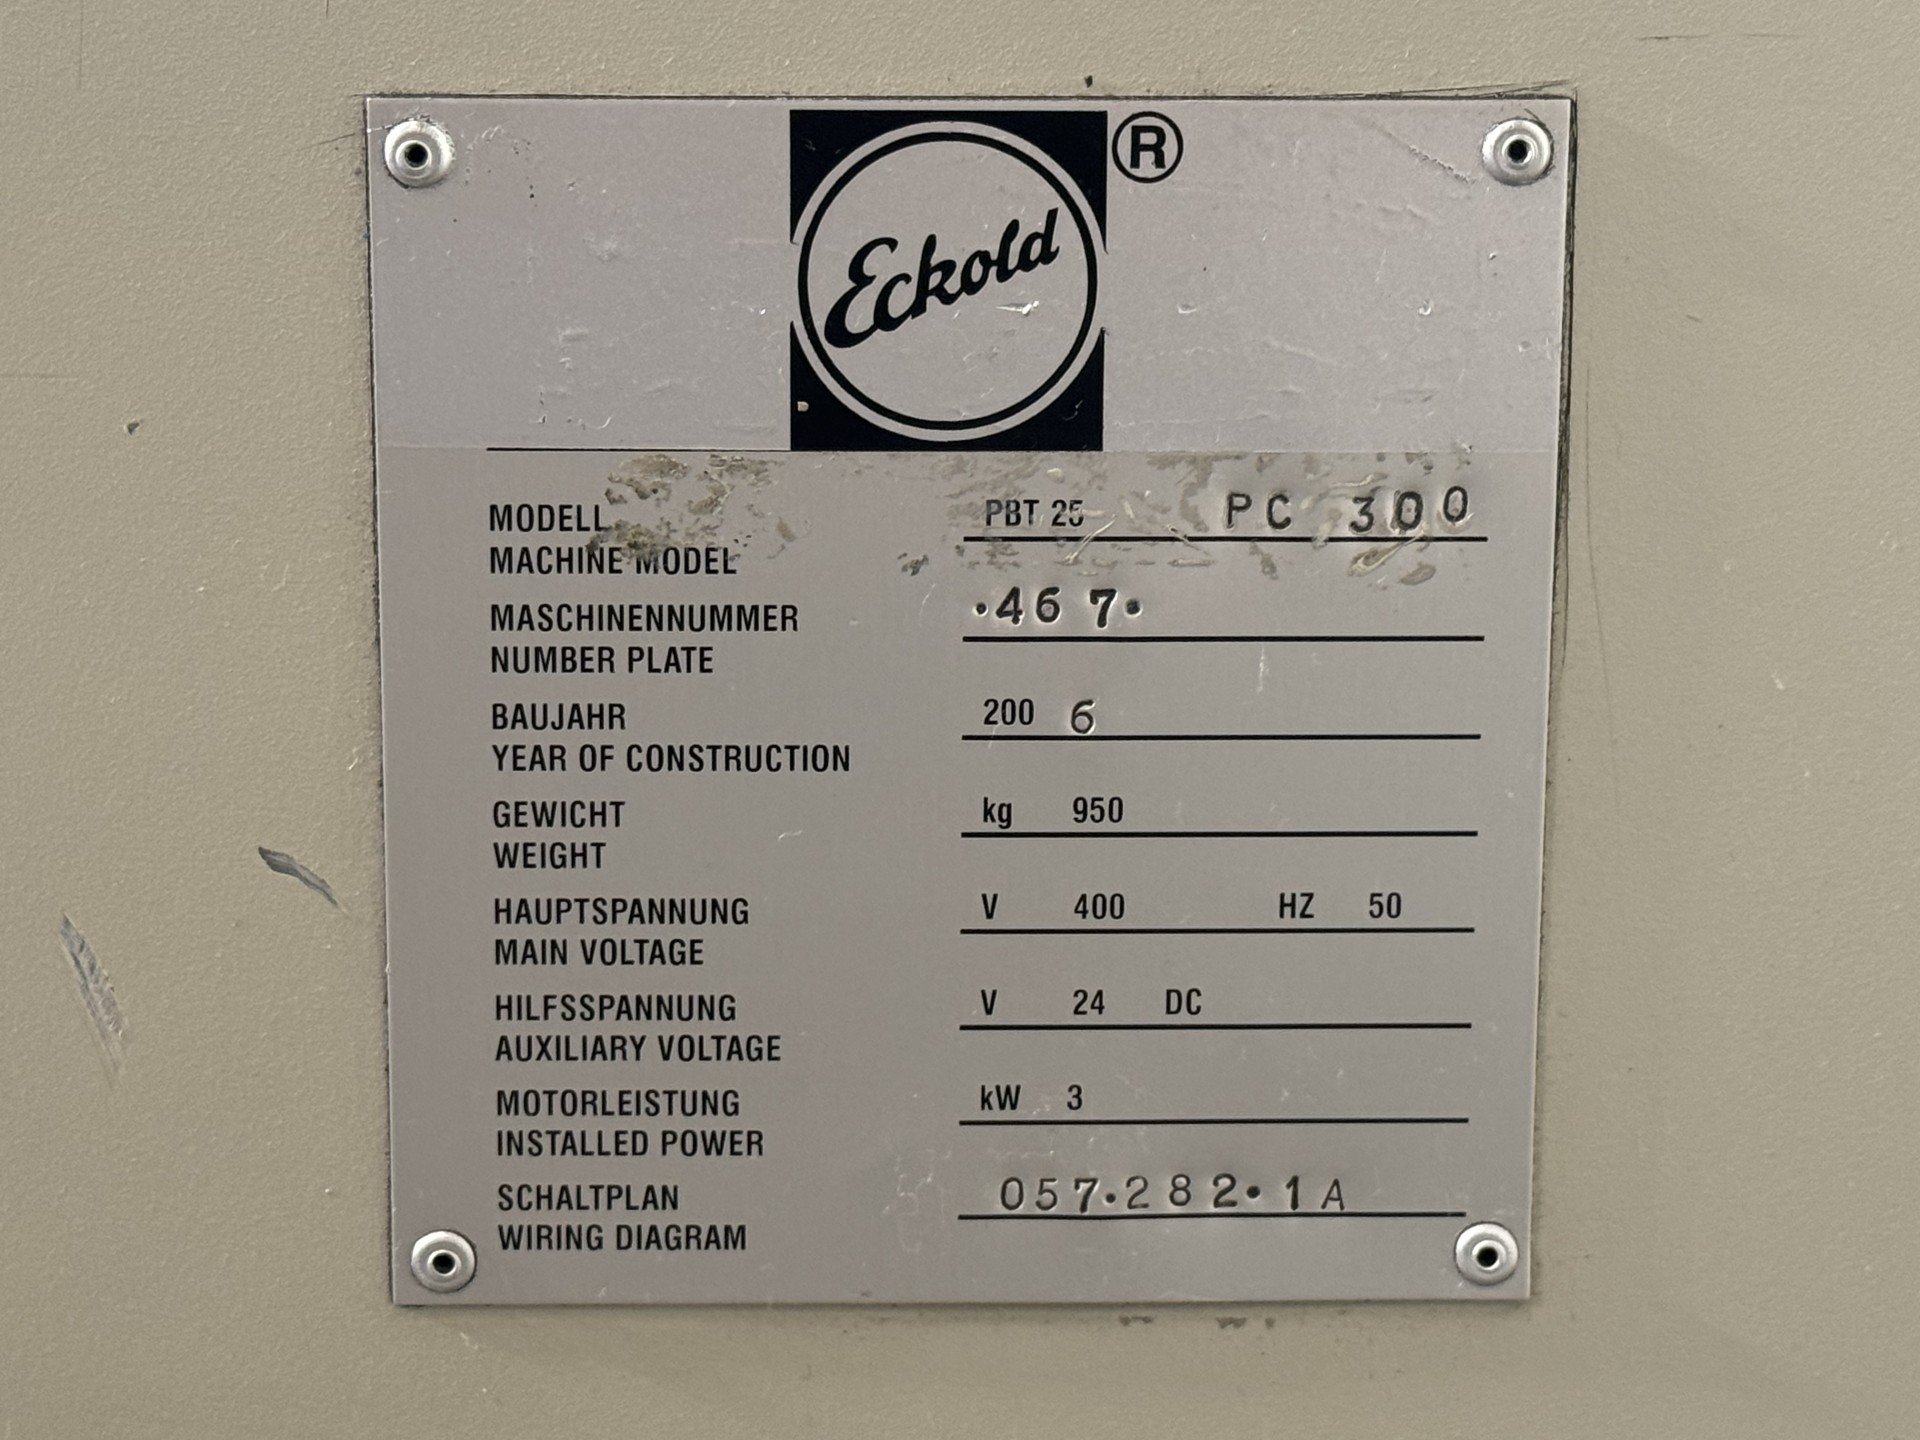 Eckold ®
MODELL PBT 25 PC 300
MACHINE MODEL
MASCHINENNUMMER ·467·
NUMBER PLATE
BAUJAHR 200 6
YEAR OF CONSTRUCTION
GEWICHT kg 950
WEIGHT
HAUPTSPANNUNG V 400 HZ 50
MAIN VOLTAGE
HILFSSPANNUNG V 24 DC
AUXILIARY VOLTAGE
MOTORLEISTUNG kW 3
INSTALLED POWER
SCHALTPLAN 057·282·1A
WIRING DIAGRAM